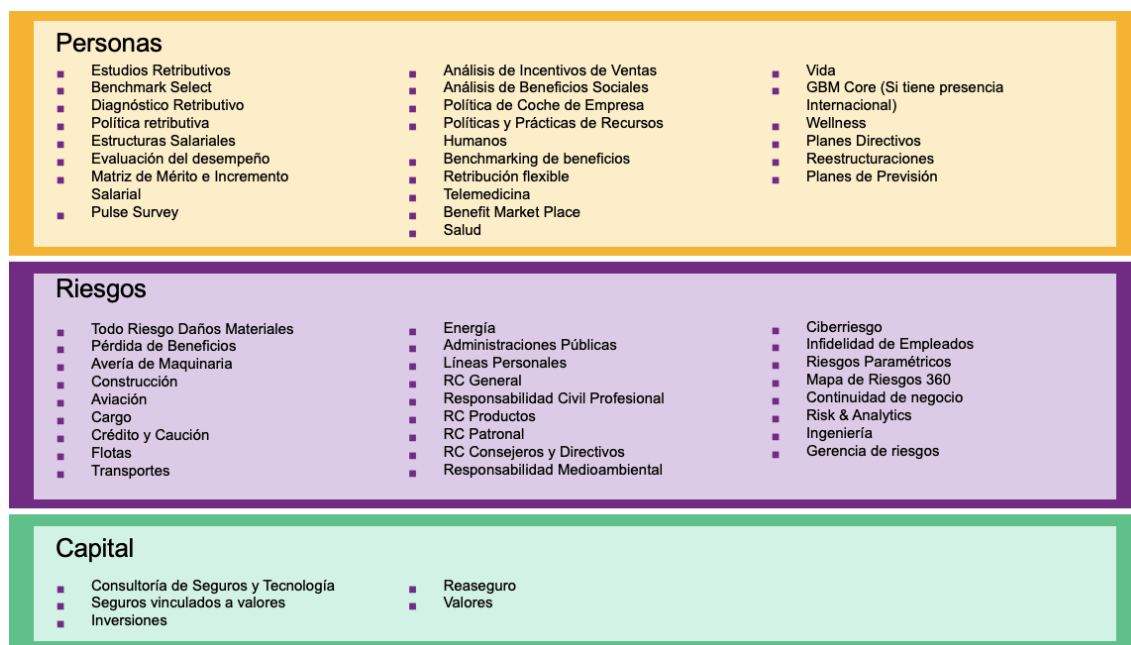 Personas
Estudios Retributivos
Benchmark Select
Diagnóstico Retributivo
Política retributiva
Estructuras Salariales
Evaluación del desempeño
Matriz de Mérito e Incremento
Salarial
Pulse Survey
Análisis de Incentivos de Ventas
Análisis de Beneficios Sociales
Política de Coche de Empresa
Políticas y Prácticas de Recursos
Humanos
Benchmarking de beneficios
Retribución flexible
Telemedicina
Benefit Market Place
Salud
Vida
GBM Core (Si tiene presencia
Internacional)
Wellness
Planes Directivos
Reestructuraciones
Planes de Previsión
Riesgos
Todo Riesgo Daños Materiales
Pérdida de Beneficios
Avería de Maquinaria
Construcción
Aviación
Cargo
Crédito y Caución
Flotas
Transportes
Energía
Administraciones Públicas
Líneas Personales
RC General
Responsabilidad Civil Profesional
RC Productos
RC Patronal
RC Consejeros y Directivos
Responsabilidad Medioambiental
Ciberriesgo
Infidelidad de Empleados
Riesgos Paramétricos
Mapa de Riesgos 360
Continuidad de negocio
Risk & Analytics
Ingeniería
Gerencia de riesgos
Capital
Consultoría de Seguros y Tecnología
Seguros vinculados a valores
Inversiones
Reaseguro
Valores